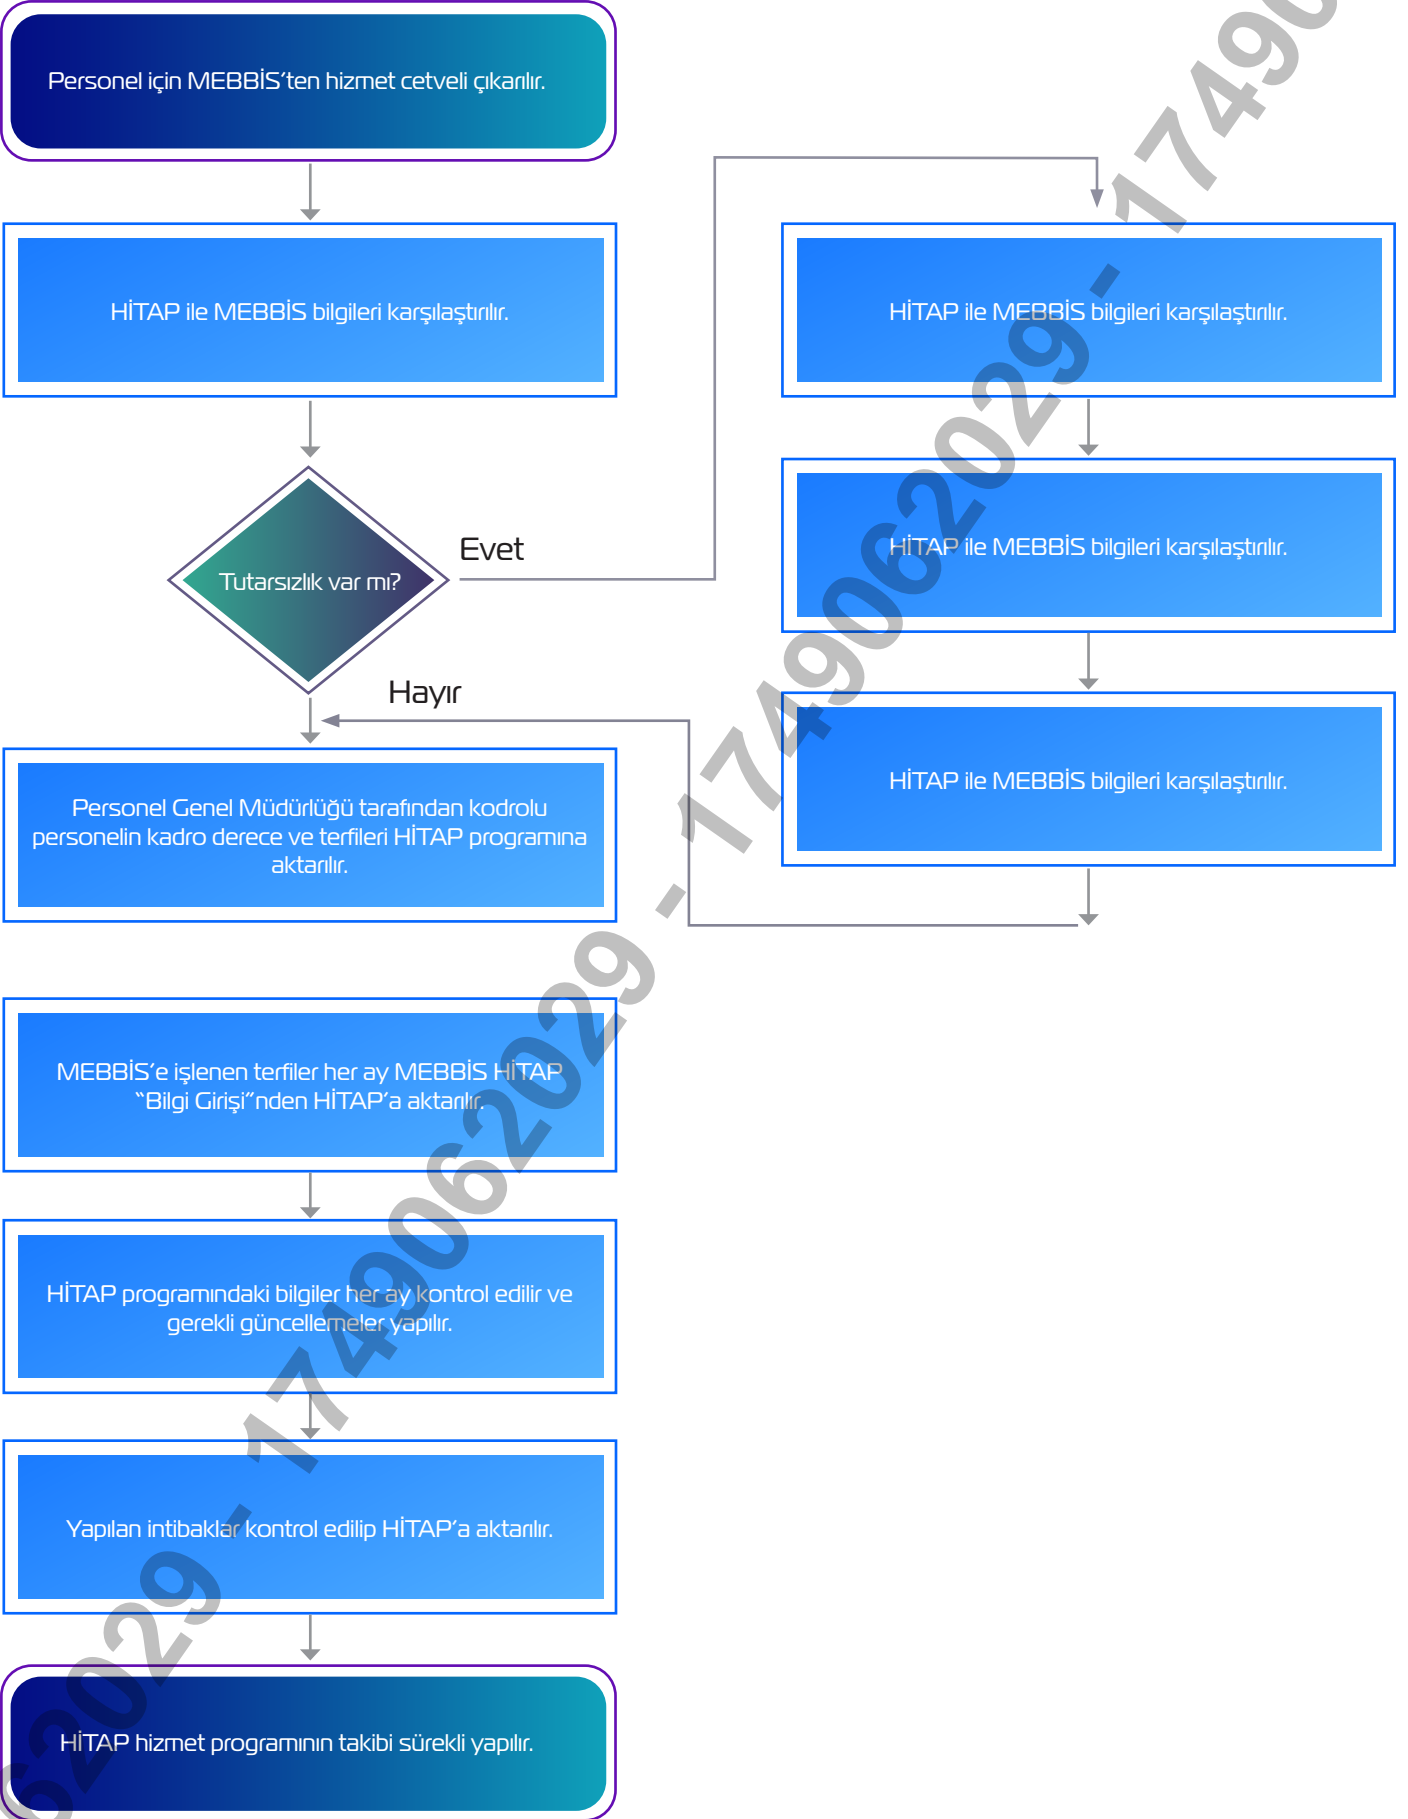 Personel için MEBBİS’ten hizmet cetveli çıkarılır.
HİTAP ile MEBBİS bilgileri karşılaştırılır.
Tutarsızlık var mı?
Evet
Hayır
HİTAP ile MEBBİS bilgileri karşılaştırılır.
HİTAP ile MEBBİS bilgileri karşılaştırılır.
HİTAP ile MEBBİS bilgileri karşılaştırılır.
Personel Genel Müdürlüğü tarafından kodrolu
personelin kadro derece ve terfileri HİTAP programına
aktarılır.
MEBBİS’e işlenen terfiler her ay MEBBİS HİTAP
“Bilgi Girişi”nden HİTAP’a aktarılır.
HİTAP programındaki bilgiler her ay kontrol edilir ve
gerekli güncellemeler yapılır.
Yapılan intibaklar kontrol edilip HİTAP’a aktarılır.
HİTAP hizmet programının takibi sürekli yapılır.
62029 - 1749062029 - 1749062029 - 17490